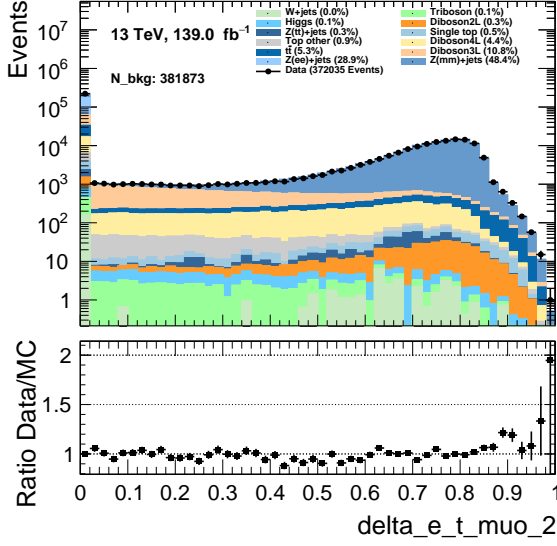 Events
10⁷
10⁶
10⁵
10⁴
10³
10²
10
1
13 TeV, 139.0 fb⁻¹
N_bkg: 381873
W+jets (0.0%)
Higgs (0.1%)
Z(tt)+jets (0.3%)
Top other (0.9%)
tt̄ (5.3%)
Z(ee)+jets (28.9%)
Triboson (0.1%)
Diboson2L (0.3%)
Single top (0.5%)
Diboson4L (4.4%)
Diboson3L (10.8%)
Z(mm)+jets (48.4%)
Data (372035 Events)
Ratio Data/MC
2
1.5
1
0 0.1 0.2 0.3 0.4 0.5 0.6 0.7 0.8 0.9 1
delta_e_t_muo_2